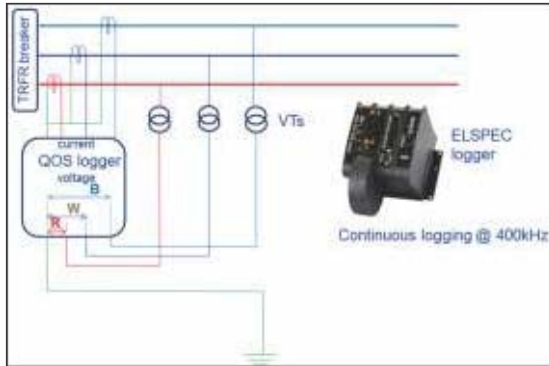 TRFR breaker
current
QOS logger
voltage
B
W
R
VTs
ELSPEC
logger
Continuous logging @ 400kHz